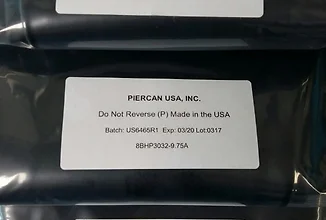 PIERCAN USA, INC.
Do Not Reverse (P) Made in the USA
Batch: US6465R1 Exp: 03/20 Lot:0317
8BHP3032-9.75A